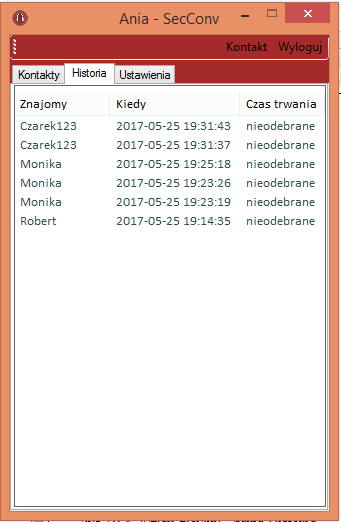 Ania - SecConv
Kontakt Wyloguj
Kontakty Historia Ustawienia
Znajomy Kiedy Czas trwania
Czarek123 2017-05-25 19:31:43 nieodebrane
Czarek123 2017-05-25 19:31:37 nieodebrane
Monika 2017-05-25 19:25:18 nieodebrane
Monika 2017-05-25 19:23:26 nieodebrane
Monika 2017-05-25 19:23:19 nieodebrane
Robert 2017-05-25 19:14:35 nieodebrane